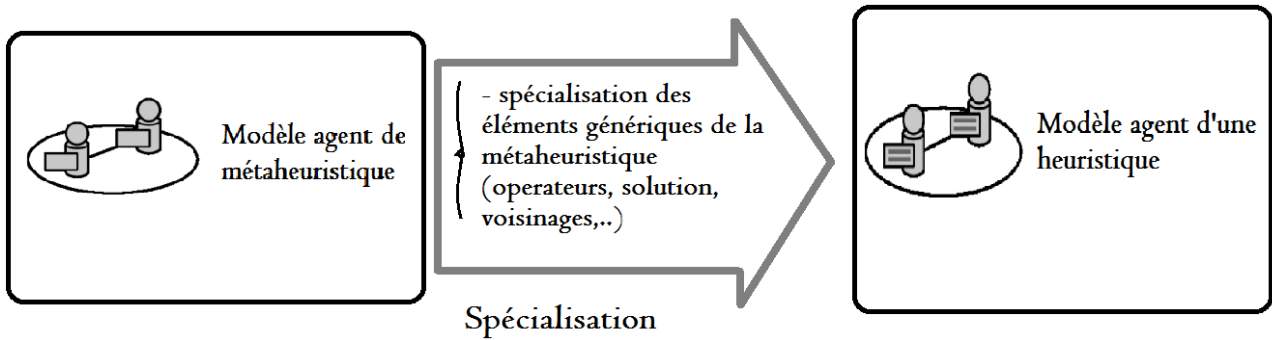 Modèle agent de
métaheuristique
- spécialisation des
éléments génériques de la
métaheuristique
(operateurs, solution,
voisinages,..)
Modèle agent d'une
heuristique
Spécialisation